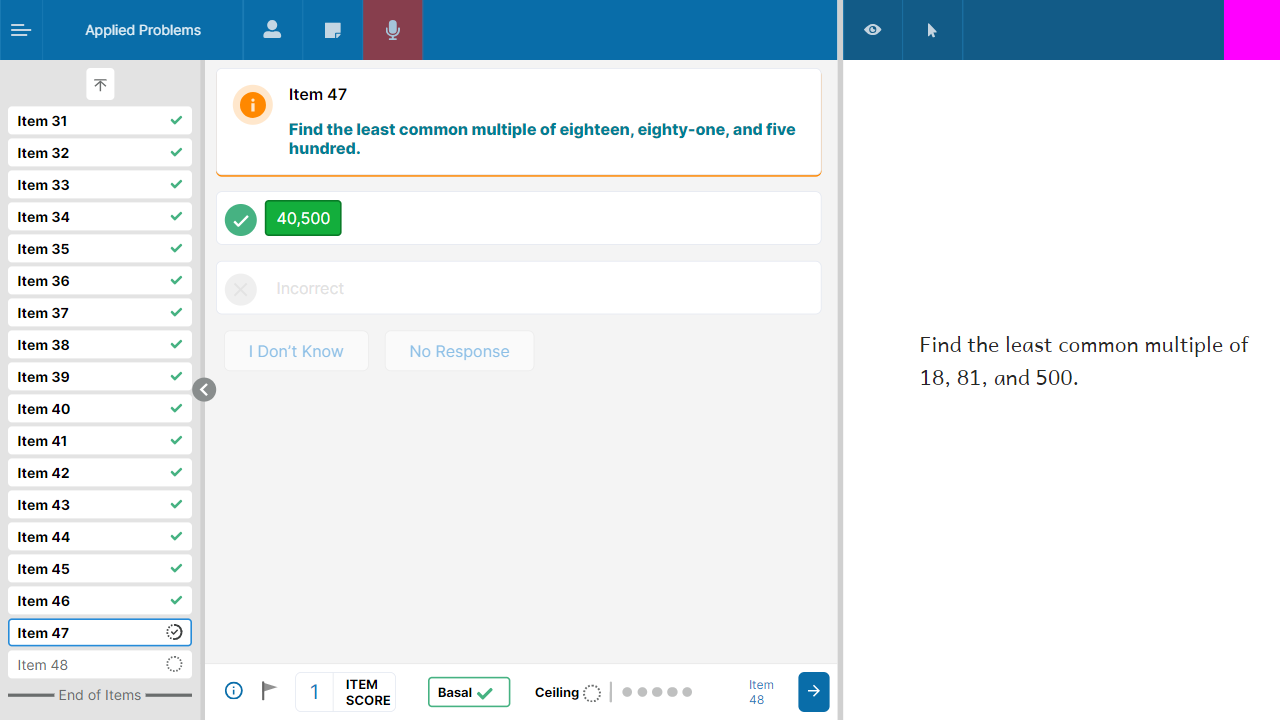 Applied Problems
Item 31
Item 32
Item 33
Item 34
Item 35
Item 36
Item 37
Item 38
Item 39
Item 40
Item 41
Item 42
Item 43
Item 44
Item 45
Item 46
Item 47
Item 48
End of Items
Item 47
Find the least common multiple of eighteen, eighty-one, and five
hundred.
40,500
Incorrect
I Don't Know
No Response
1
ITEM
SCORE
Basal
Ceiling
Item
48
Find the least common multiple of
18, 81, and 500.